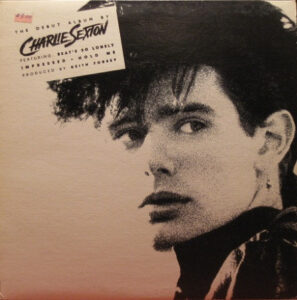 THE DEBUT ALBUM BY
CHARLIE SEXTON
FEATURING: BEAT'S SO LONELY
IMPRESSED • HOLD ME
PRODUCED BY KEITH FORSEY